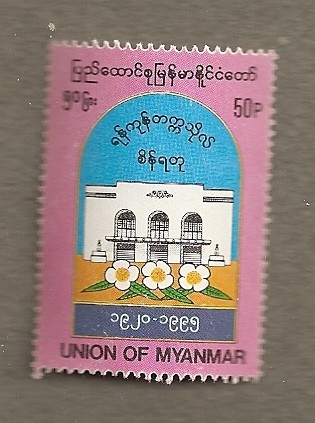 ပြည်ထောင်စုမြန်မာနိုင်ငံတော်
၅၀ပြား 50P
ရန်ကုန်တက္ကသိုလ်
စိန်ရတု
၁၉၂၀-၁၉၉၅
UNION OF MYANMAR